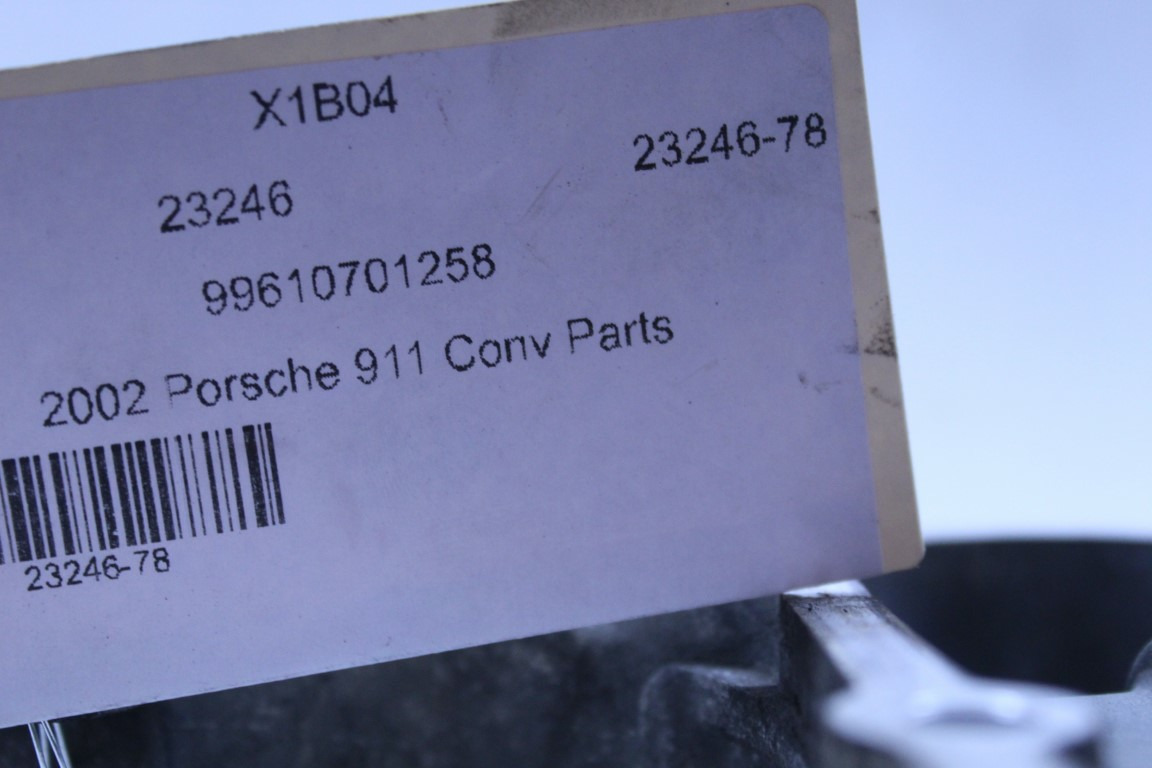 X1B04
23246-78
23246
99610701258
2002 Porsche 911 Conv Parts
23246-78